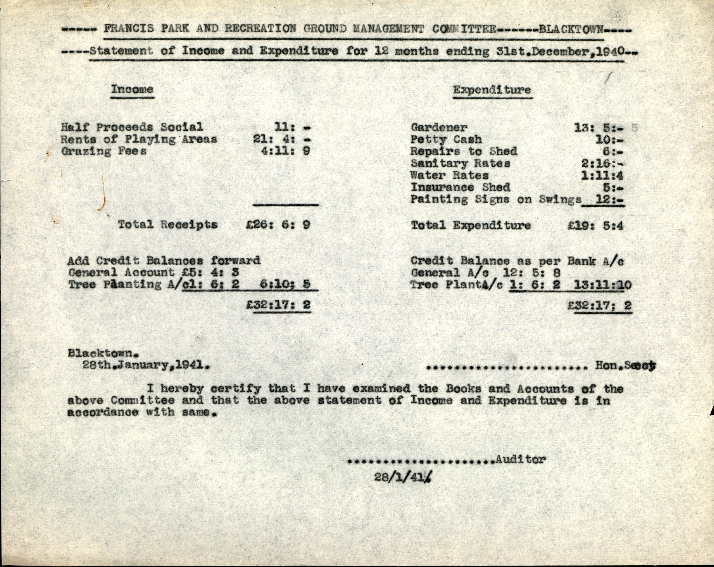 ----- FRANCIS PARK AND RECREATION GROUND MANAGEMENT COMMITTEE------BLACKTOWN----
----Statement of Income and Expenditure for 12 months ending 31st.December,1940--
Income Expenditure
Half Proceeds Social 11: - Gardener 13: 5:-
Rents of Playing Areas 21: 4: - Petty Cash 10:-
Grazing Fees 4:11: 9 Repairs to Shed 6:-
Sanitary Rates 2:16:-
Water Rates 1:11:4
Insurance Shed 5:-
Painting Signs on Swings 12:-
Total Receipts £26: 6: 9 Total Expenditure £19: 5:4
Add Credit Balances forward Credit Balance as per Bank A/c
General Account £5: 4: 3 General A/c 12: 5: 8
Tree Planting A/c1: 6: 2 6:10; 5 Tree PlantA/c 1: 6: 2 13:11:10
£32:17: 2 £32:17; 2
Blacktown.
28th.January,1941. ........................ Hon.Secty
I hereby certify that I have examined the Books and Accounts of the
above Committee and that the above statement of Income and Expenditure is in
accordance with same.
......................Auditor
28/1/41/